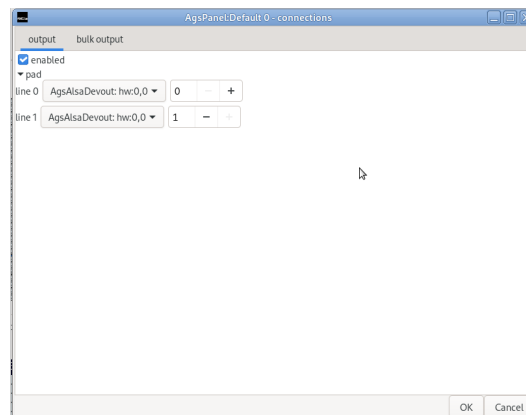 AgsPanel:Default 0 - connections
output bulk output
enabled
pad
line 0 AgsAlsaDevout: hw:0,0 0 − +
line 1 AgsAlsaDevout: hw:0,0 1 − +
OK Cancel